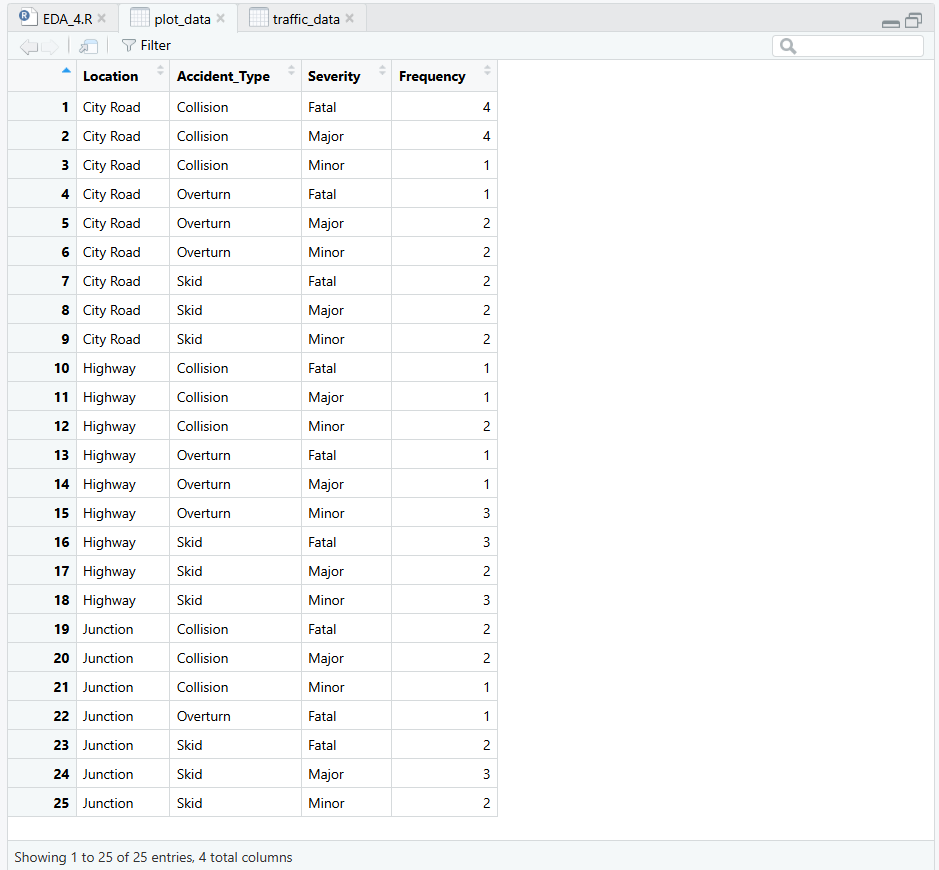 EDA_4.R plot_data traffic_data
Filter
Location Accident_Type Severity Frequency
1 City Road Collision Fatal 4
2 City Road Collision Major 4
3 City Road Collision Minor 1
4 City Road Overturn Fatal 1
5 City Road Overturn Major 2
6 City Road Overturn Minor 2
7 City Road Skid Fatal 2
8 City Road Skid Major 2
9 City Road Skid Minor 2
10 Highway Collision Fatal 1
11 Highway Collision Major 1
12 Highway Collision Minor 2
13 Highway Overturn Fatal 1
14 Highway Overturn Major 1
15 Highway Overturn Minor 3
16 Highway Skid Fatal 3
17 Highway Skid Major 2
18 Highway Skid Minor 3
19 Junction Collision Fatal 2
20 Junction Collision Major 2
21 Junction Collision Minor 1
22 Junction Overturn Fatal 1
23 Junction Skid Fatal 2
24 Junction Skid Major 3
25 Junction Skid Minor 2
Showing 1 to 25 of 25 entries, 4 total columns